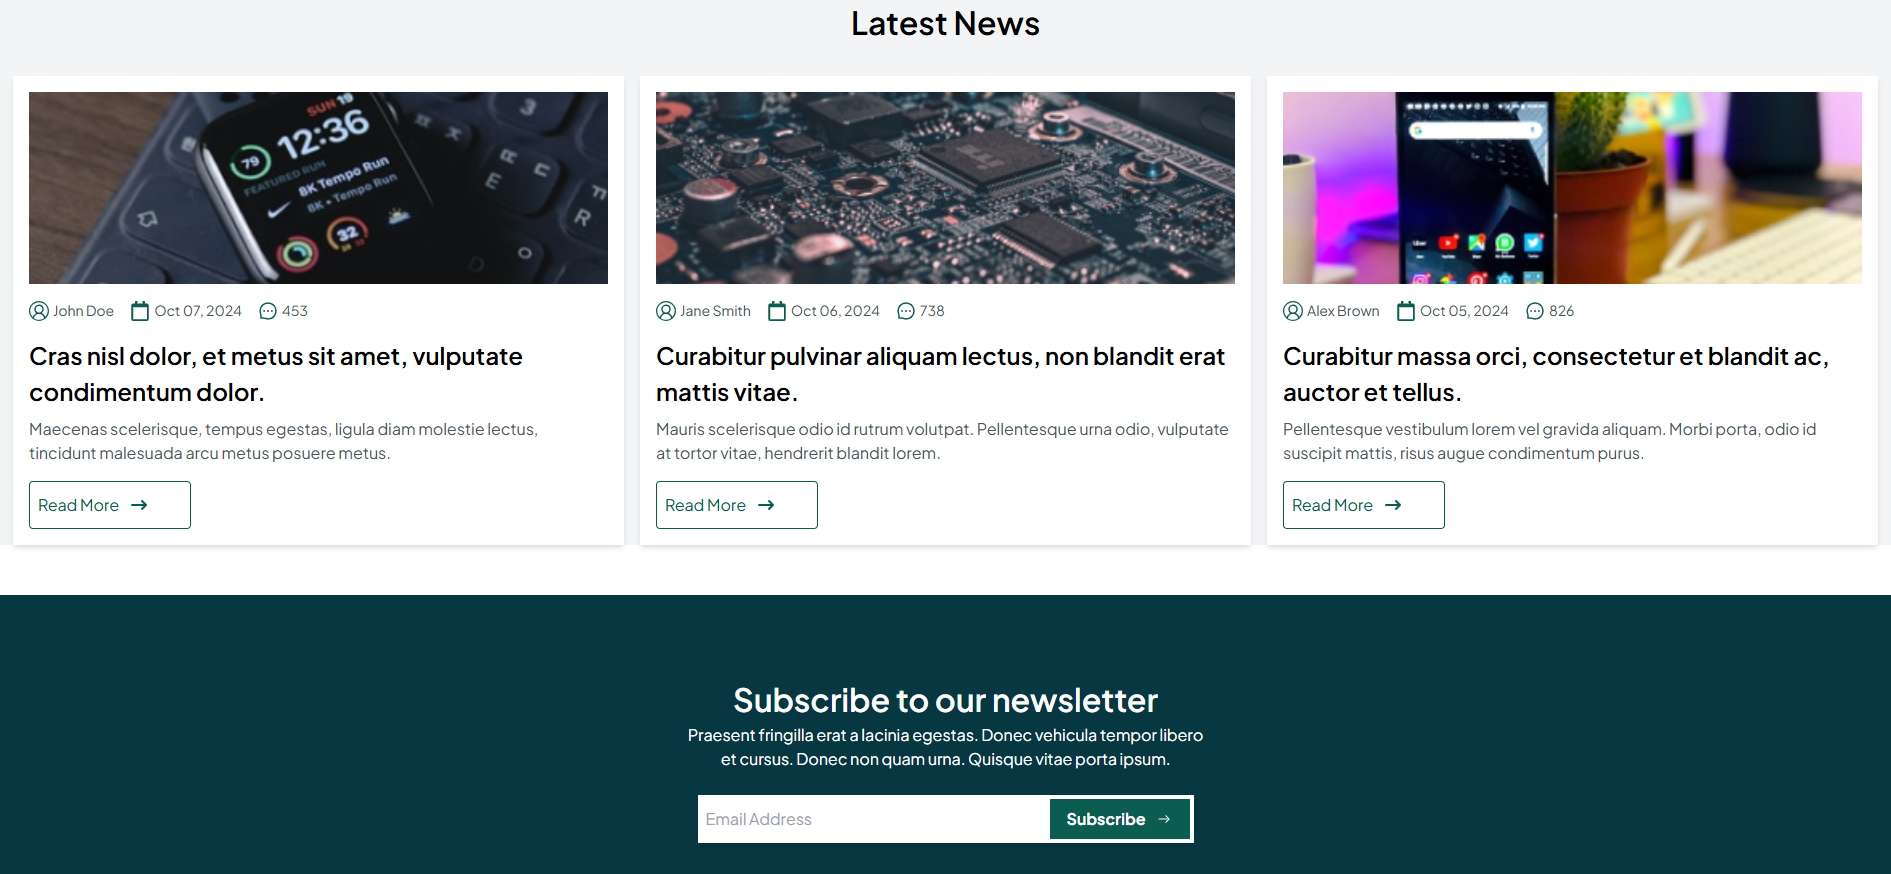 Latest News
SUN 19
12:36
79
FEATURED RUN
8K Tempo Run
8K • Tempo Run
32
John Doe
Oct 07, 2024
453
Cras nisl dolor, et metus sit amet, vulputate
condimentum dolor.
Maecenas scelerisque, tempus egestas, ligula diam molestie lectus,
tincidunt malesuada arcu metus posuere metus.
Read More
Jane Smith
Oct 06, 2024
738
Curabitur pulvinar aliquam lectus, non blandit erat
mattis vitae.
Mauris scelerisque odio id rutrum volutpat. Pellentesque urna odio, vulputate
at tortor vitae, hendrerit blandit lorem.
Read More
Alex Brown
Oct 05, 2024
826
Curabitur massa orci, consectetur et blandit ac,
auctor et tellus.
Pellentesque vestibulum lorem vel gravida aliquam. Morbi porta, odio id
suscipit mattis, risus augue condimentum purus.
Read More
Subscribe to our newsletter
Praesent fringilla erat a lacinia egestas. Donec vehicula tempor libero
et cursus. Donec non quam urna. Quisque vitae porta ipsum.
Email Address
Subscribe